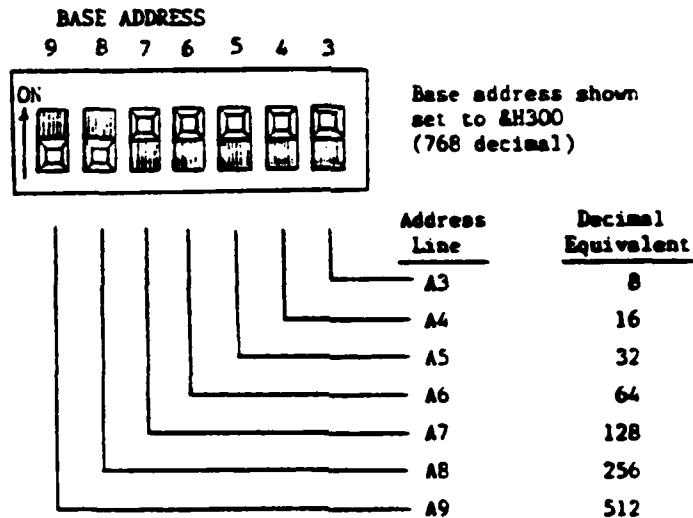 BASE ADDRESS
9 8 7 6 5 4 3
ON
Base address shown
set to &H300
(768 decimal)
Address Decimal
Line Equivalent
A3 8
A4 16
A5 32
A6 64
A7 128
A8 256
A9 512